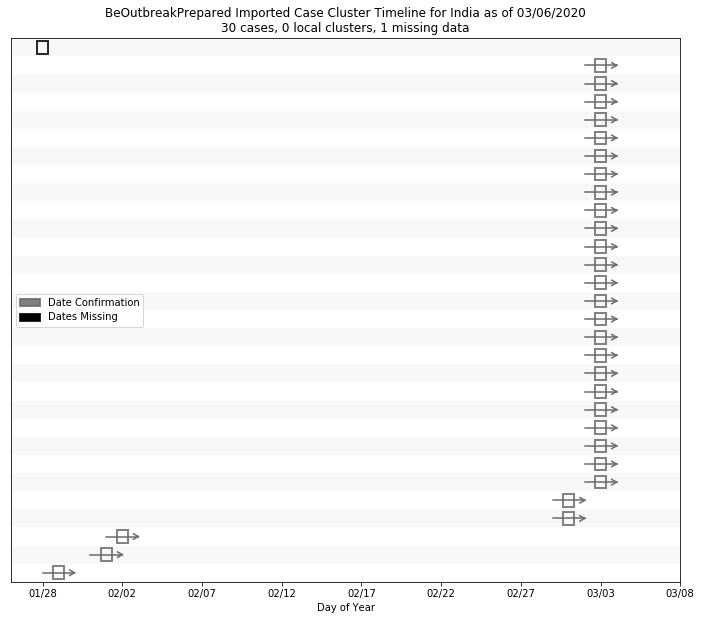 BeOutbreakPrepared Imported Case Cluster Timeline for India as of 03/06/2020
30 cases, 0 local clusters, 1 missing data
Date Confirmation
Dates Missing
01/28 02/02 02/07 02/12 02/17 02/22 02/27 03/03 03/08
Day of Year